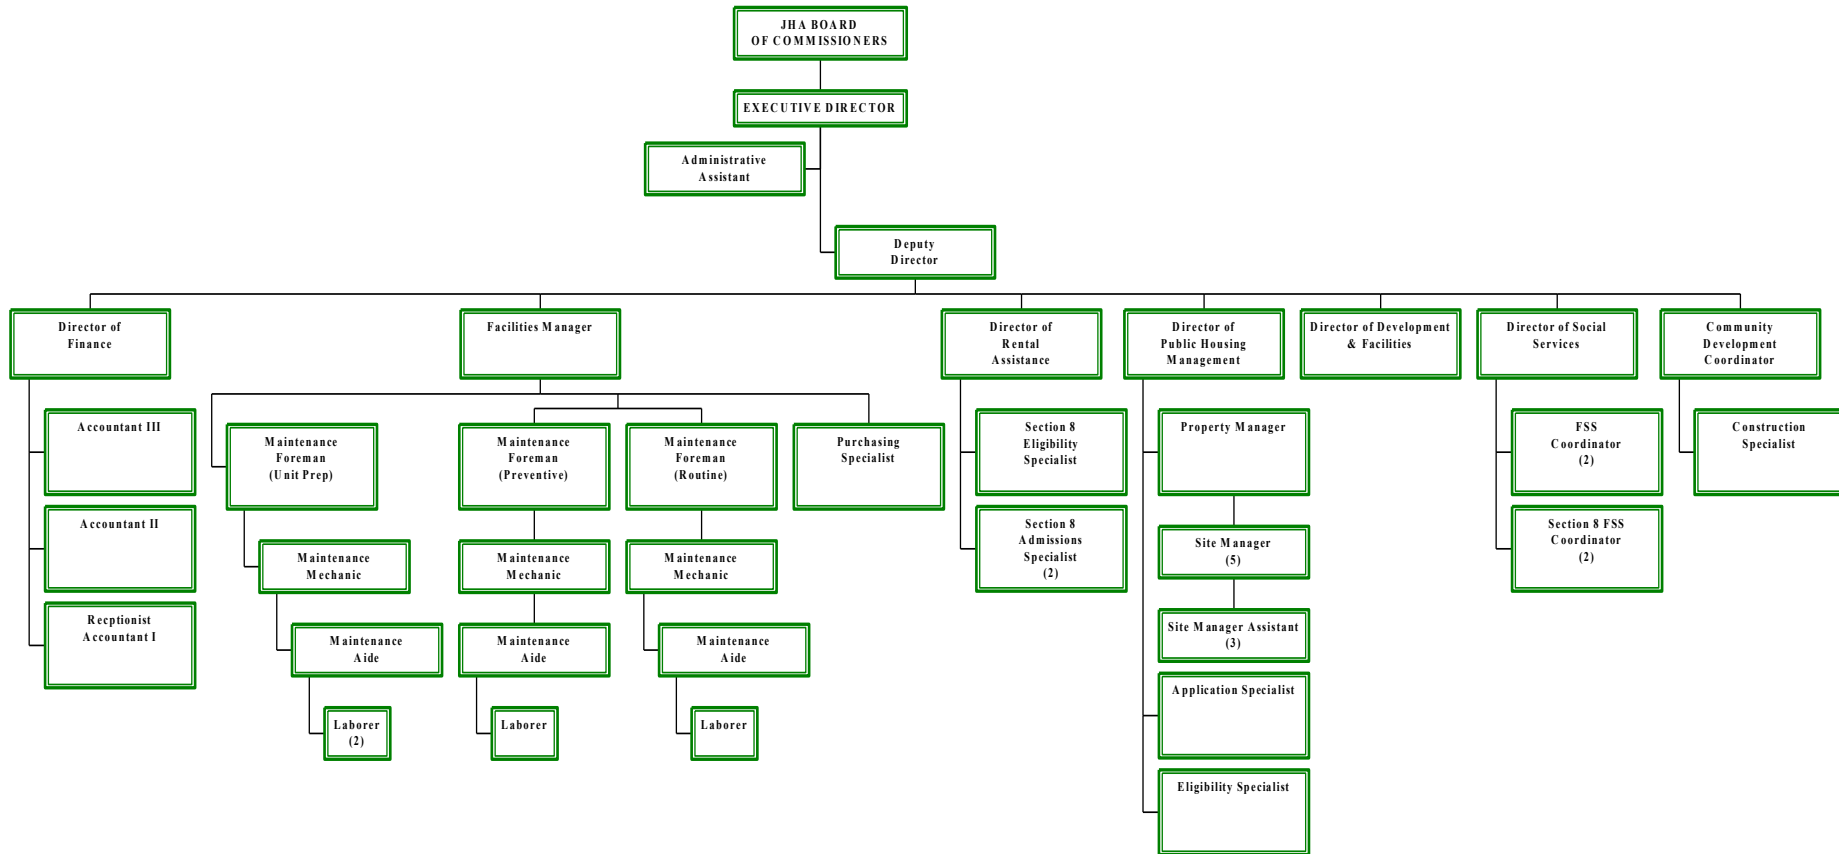 JHA BOARD
OF COMMISSIONERS
EXECUTIVE DIRECTOR
Administrative
Assistant
Deputy
Director
Director of
Finance
Facilities Manager
Director of
Rental
Assistance
Director of
Public Housing
Management
Director of Development
& Facilities
Director of Social
Services
Community
Development
Coordinator
Accountant III
Accountant II
Recptionist
Accountant I
Maintenance
Foreman
(Unit Prep)
Maintenance
Mechanic
Maintenance
Aide
Laborer
(2)
Maintenance
Foreman
(Preventive)
Maintenance
Mechanic
Maintenance
Aide
Laborer
Maintenance
Foreman
(Routine)
Maintenance
Mechanic
Maintenance
Aide
Laborer
Purchasing
Specialist
Section 8
Eligibility
Specialist
Section 8
Admissions
Specialist
(2)
Property Manager
Site Manager
(5)
Site Manager Assistant
(3)
Application Specialist
Eligibility Specialist
FSS
Coordinator
(2)
Section 8 FSS
Coordinator
(2)
Construction
Specialist